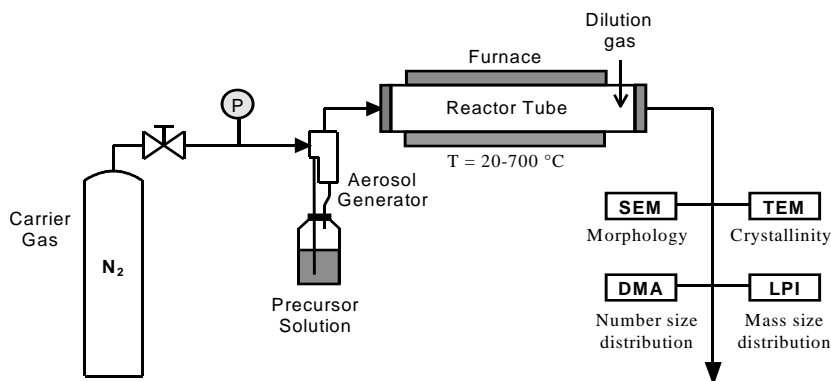 Dilution
gas
Furnace
P
Reactor Tube
T = 20-700 °C
Aerosol
Generator
Carrier
Gas
N₂
Precursor
Solution
SEM
TEM
Morphology
Crystallinity
DMA
LPI
Number size
distribution
Mass size
distribution